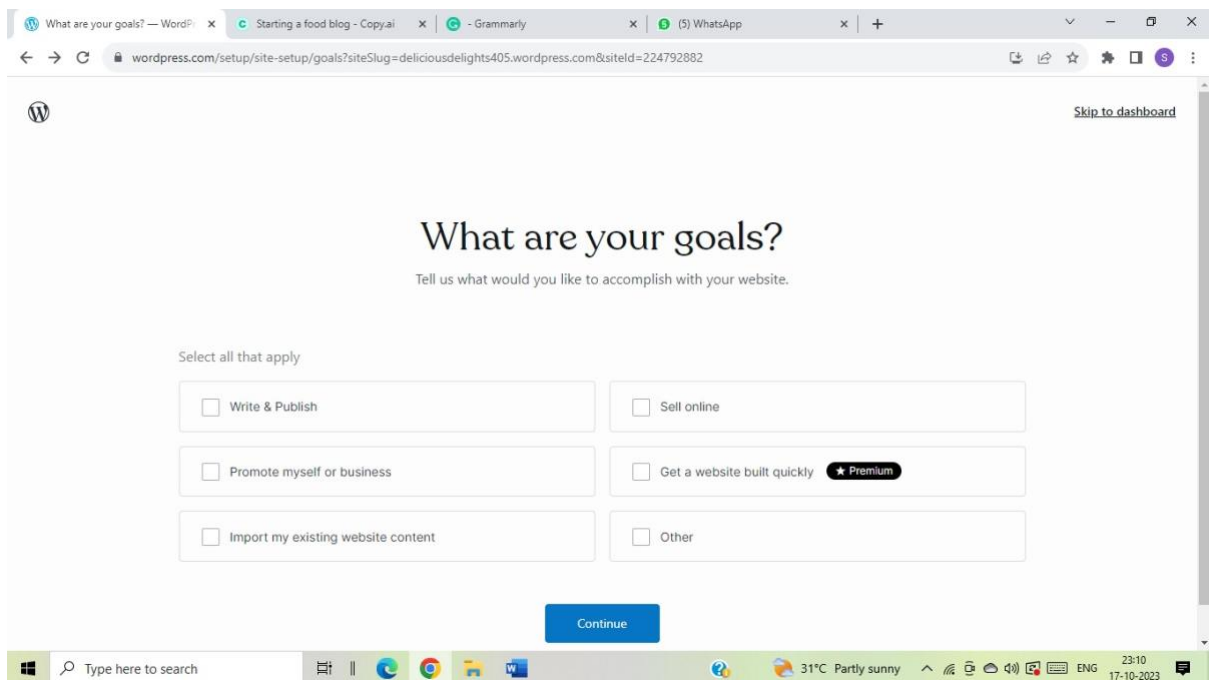 What are your goals? — WordPr
Starting a food blog - Copy.ai
- Grammarly
(5) WhatsApp
wordpress.com/setup/site-setup/goals?siteSlug=deliciousdelights405.wordpress.com&siteId=224792882
S
Skip to dashboard
What are your goals?
Tell us what would you like to accomplish with your website.
Select all that apply
Write & Publish
Sell online
Promote myself or business
Get a website built quickly ★ Premium
Import my existing website content
Other
Continue
Type here to search
31°C Partly sunny
ENG
23:10
17-10-2023